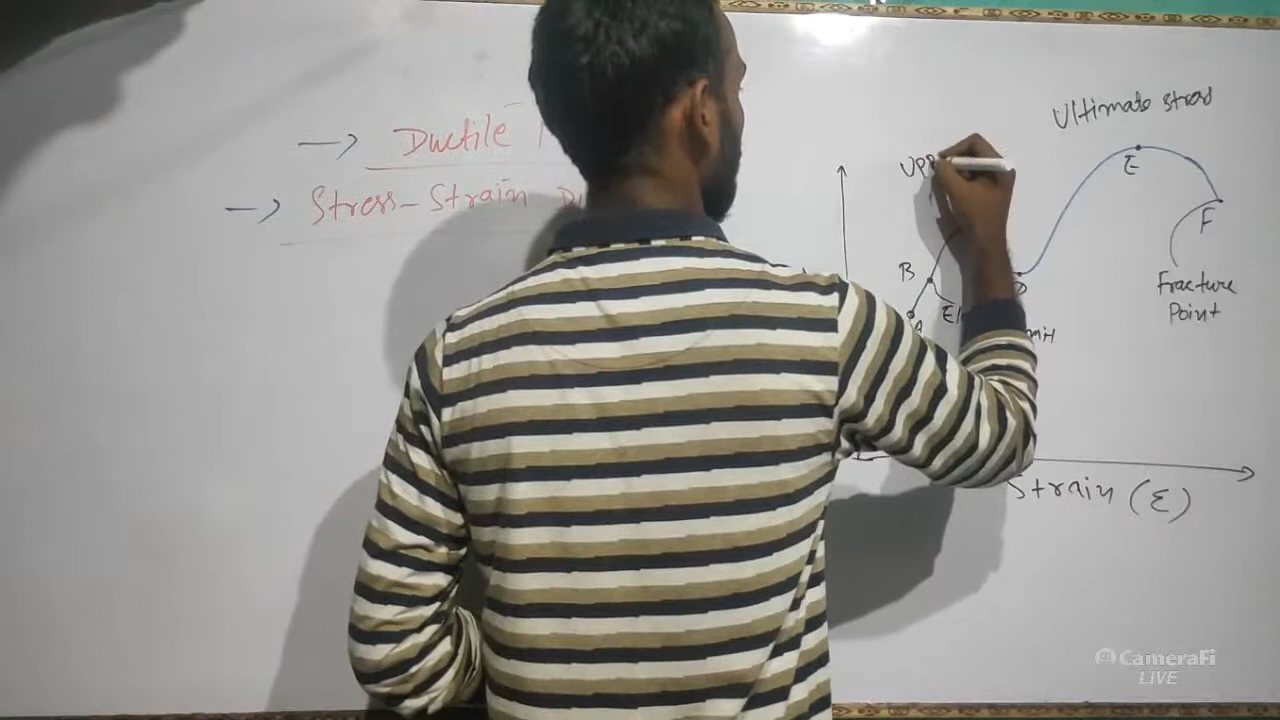 Ultimate stress
→ Ductile
UPP
E
→ Stress-Strain
F
B
D
Fracture
Point
A
Strain (ε)
CameraFi
LIVE